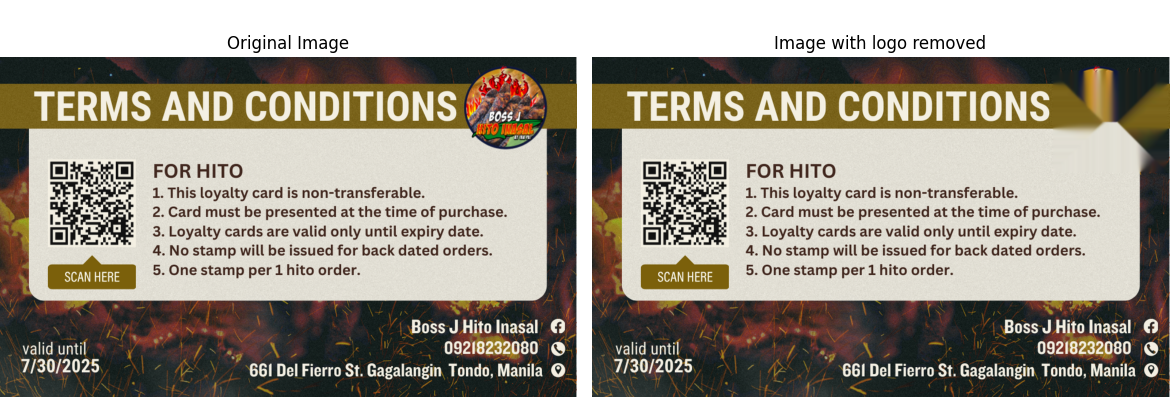 Original Image
TERMS AND CONDITIONS
BOSS J
HITO INASAL
FOR HITO
1. This loyalty card is non-transferable.
2. Card must be presented at the time of purchase.
3. Loyalty cards are valid only until expiry date.
4. No stamp will be issued for back dated orders.
5. One stamp per 1 hito order.
SCAN HERE
Boss J Hito Inasal
09218232080
661 Del Fierro St. Gagalangin Tondo, Manila
valid until
7/30/2025
Image with logo removed
TERMS AND CONDITIONS
FOR HITO
1. This loyalty card is non-transferable.
2. Card must be presented at the time of purchase.
3. Loyalty cards are valid only until expiry date.
4. No stamp will be issued for back dated orders.
5. One stamp per 1 hito order.
SCAN HERE
Boss J Hito Inasal
09218232080
661 Del Fierro St. Gagalangin Tondo, Manila
valid until
7/30/2025